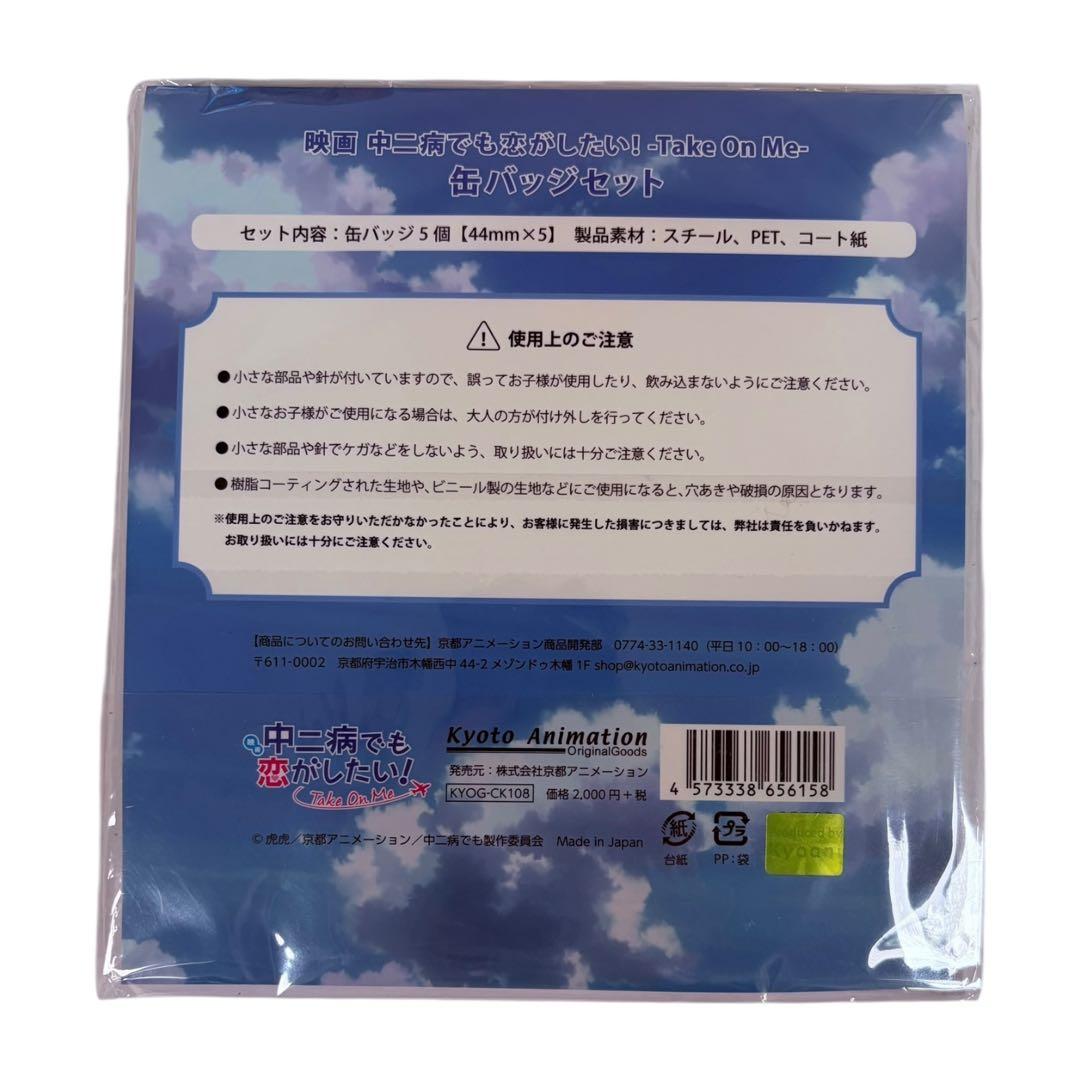 映画 中二病でも恋がしたい! -Take On Me-
缶バッジセット
セット内容：缶バッジ5個【44mm×5】 製品素材：スチール、PET、コート紙
使用上のご注意
●小さな部品や針が付いていますので、誤ってお子様が使用したり、飲み込まないようにご注意ください。
●小さなお子様がご使用になる場合は、大人の方が付け外しを行ってください。
●小さな部品や針でケガなどをしないよう、取り扱いには十分ご注意ください。
●樹脂コーティングされた生地や、ビニール製の生地などにご使用になると、穴あきや破損の原因となります。
※使用上のご注意をお守りいただかなかったことにより、お客様に発生した損害につきましては、弊社は責任を負いかねます。
お取り扱いには十分にご注意ください。
【商品についてのお問い合わせ先】京都アニメーション商品開発部 0774-33-1140（平日10：00～18：00）
〒611-0002 京都府宇治市木幡西中44-2 メゾンドゥ木幡 1F shop@kyotoanimation.co.jp
映画
中二病でも
恋がしたい!
Take On Me
Kyoto Animation
OriginalGoods
発売元：株式会社京都アニメーション
KYOG-CK108 価格 2,000円＋税
4 573338 656158
©虎虎／京都アニメーション／中二病でも製作委員会 Made in Japan
紙
台紙
プラ
PP：袋
Produced by
kyoani